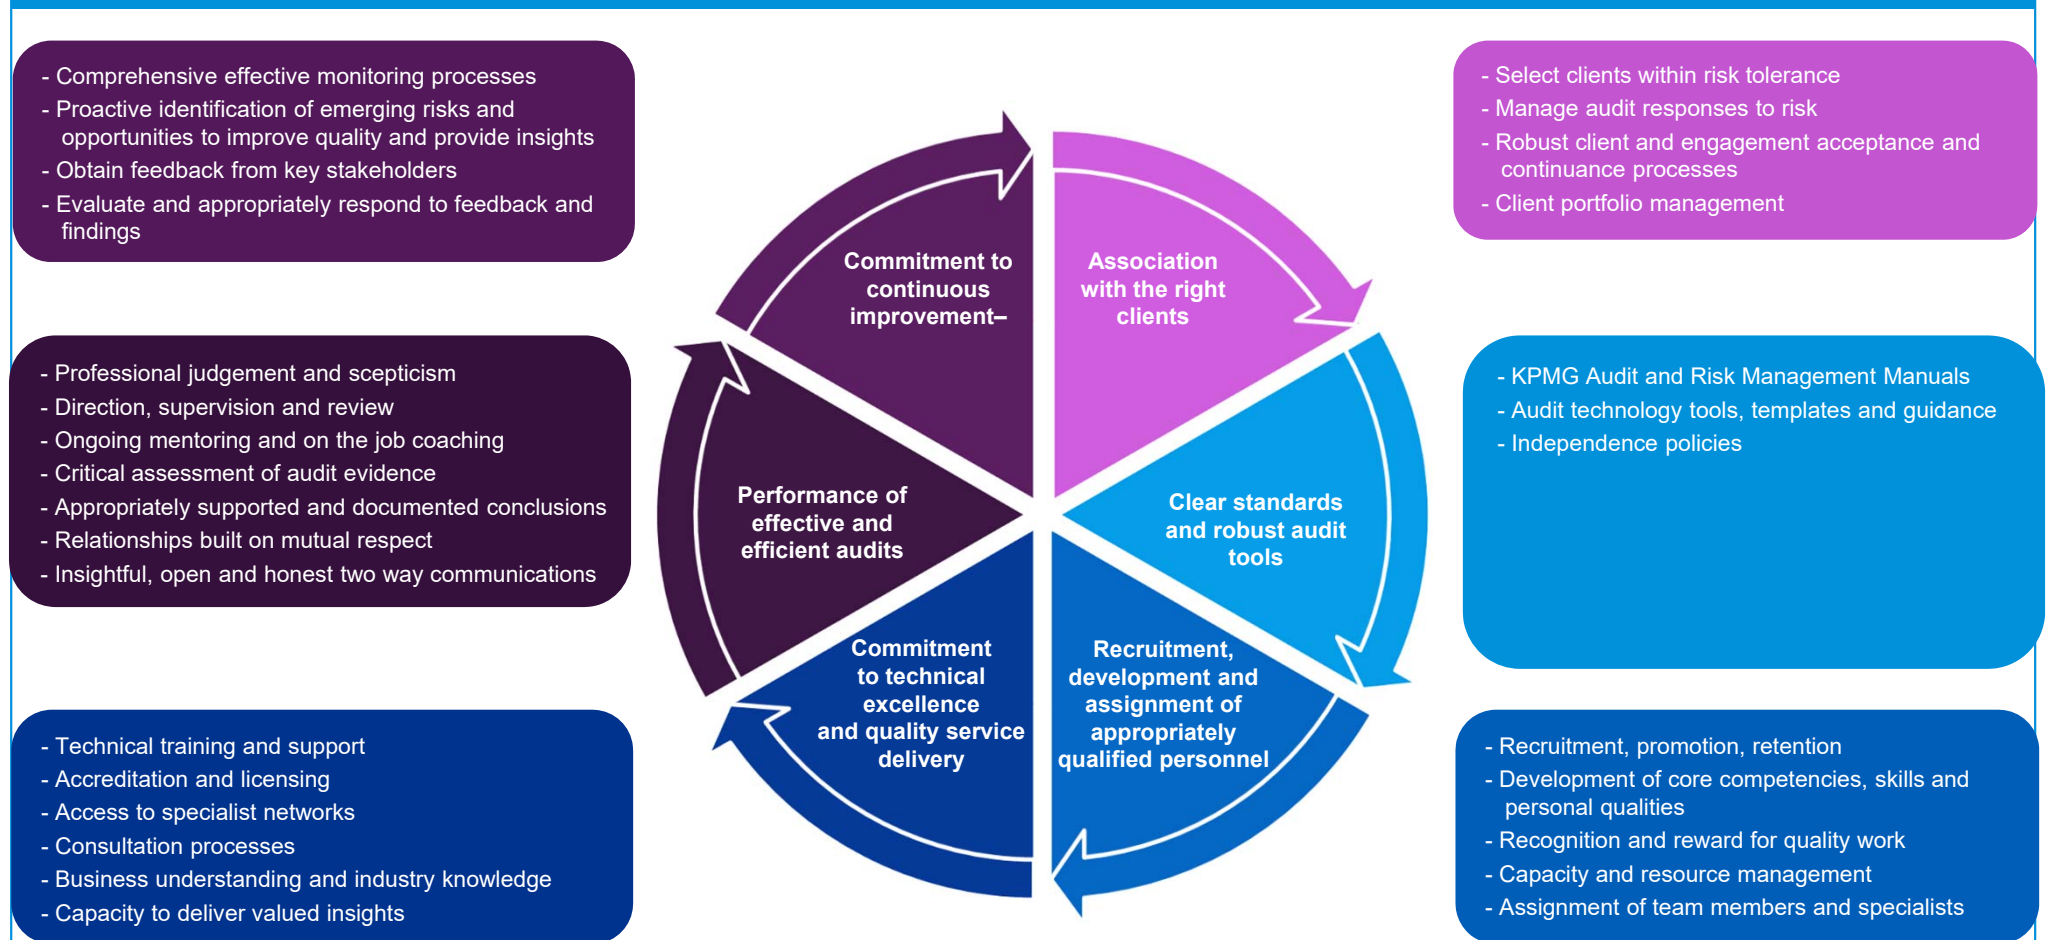 - Comprehensive effective monitoring processes
- Proactive identification of emerging risks and
opportunities to improve quality and provide insights
- Obtain feedback from key stakeholders
- Evaluate and appropriately respond to feedback and
findings
- Professional judgement and scepticism
- Direction, supervision and review
- Ongoing mentoring and on the job coaching
- Critical assessment of audit evidence
- Appropriately supported and documented conclusions
- Relationships built on mutual respect
- Insightful, open and honest two way communications
- Technical training and support
- Accreditation and licensing
- Access to specialist networks
- Consultation processes
- Business understanding and industry knowledge
- Capacity to deliver valued insights
Commitment to
continuous
improvement–
Association
with the right
clients
Performance of
effective and
efficient audits
Clear standards
and robust audit
tools
Commitment
to technical
excellence
and quality service
delivery
Recruitment,
development and
assignment of
appropriately
qualified personnel
- Select clients within risk tolerance
- Manage audit responses to risk
- Robust client and engagement acceptance and
continuance processes
- Client portfolio management
- KPMG Audit and Risk Management Manuals
- Audit technology tools, templates and guidance
- Independence policies
- Recruitment, promotion, retention
- Development of core competencies, skills and
personal qualities
- Recognition and reward for quality work
- Capacity and resource management
- Assignment of team members and specialists